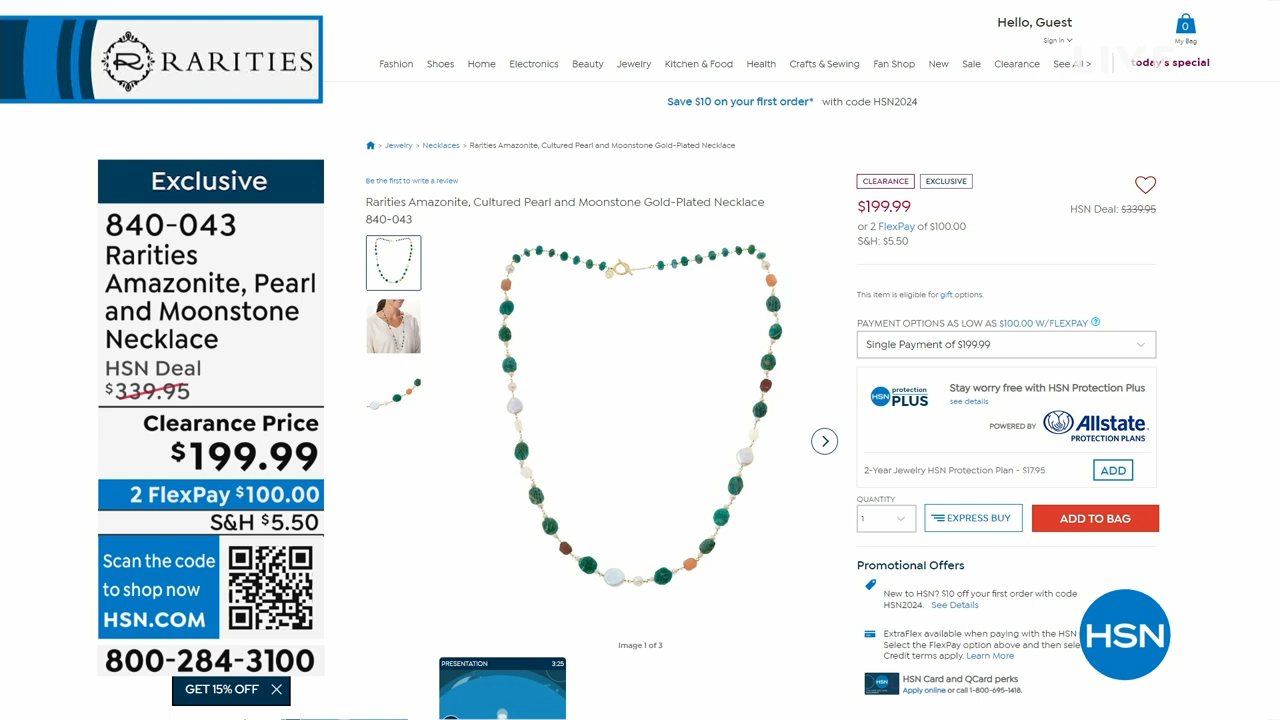 R RARITIES
Exclusive
840-043
Rarities
Amazonite, Pearl
and Moonstone
Necklace
HSN Deal
$339.95
Clearance Price
$199.99
2 FlexPay $100.00
S&H $5.50
Scan the code
to shop now
HSN.COM
800-284-3100
GET 15% OFF
Hello, Guest
Sign In
0
My Bag
LIVE
Fashion Shoes Home Electronics Beauty Jewelry Kitchen & Food Health Crafts & Sewing Fan Shop New Sale Clearance See All > today's special
Save $10 on your first order* with code HSN2024
> Jewelry > Necklaces > Rarities Amazonite, Cultured Pearl and Moonstone Gold-Plated Necklace
Be the first to write a review
Rarities Amazonite, Cultured Pearl and Moonstone Gold-Plated Necklace
840-043
Image 1 of 3
PRESENTATION 3:25
CLEARANCE EXCLUSIVE
$199.99 HSN Deal: $339.95
or 2 FlexPay of $100.00
S&H: $5.50
This item is eligible for gift options.
PAYMENT OPTIONS AS LOW AS $100.00 W/FLEXPAY ?
Single Payment of $199.99
HSN protection PLUS
Stay worry free with HSN Protection Plus
see details
POWERED BY Allstate
PROTECTION PLANS
2-Year Jewelry HSN Protection Plan - $17.95 ADD
QUANTITY
1 EXPRESS BUY ADD TO BAG
Promotional Offers
New to HSN? $10 off your first order with code
HSN2024. See Details
ExtraFlex available when paying with the HSN
Select the FlexPay option above and then sele
Credit terms apply. Learn More
HSN Card and QCard perks
Apply online or call 1-800-695-1418.
HSN